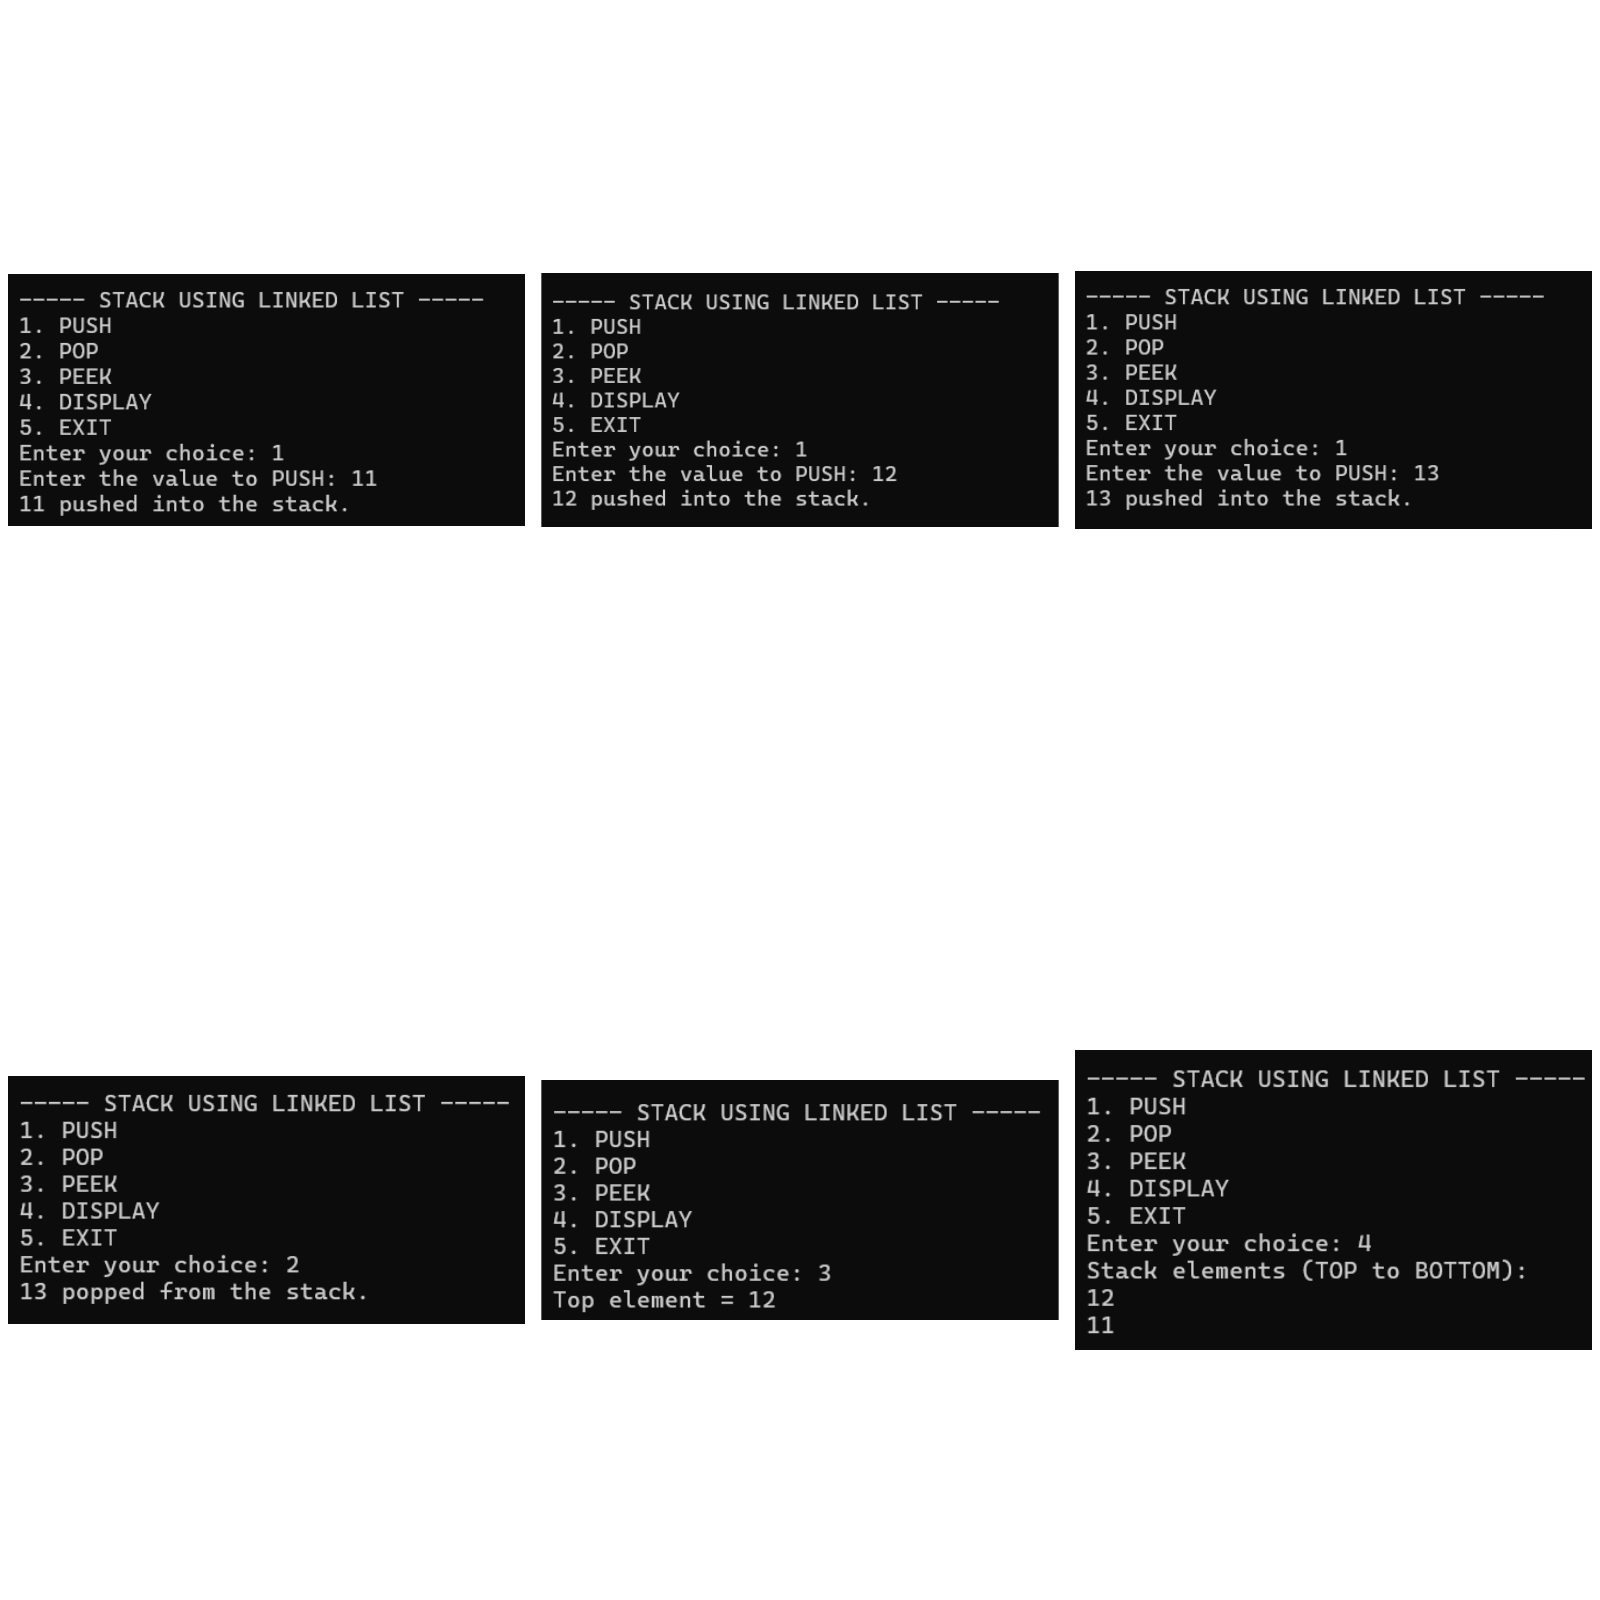 ----- STACK USING LINKED LIST -----
1. PUSH
2. POP
3. PEEK
4. DISPLAY
5. EXIT
Enter your choice: 1
Enter the value to PUSH: 11
11 pushed into the stack.
----- STACK USING LINKED LIST -----
1. PUSH
2. POP
3. PEEK
4. DISPLAY
5. EXIT
Enter your choice: 1
Enter the value to PUSH: 12
12 pushed into the stack.
----- STACK USING LINKED LIST -----
1. PUSH
2. POP
3. PEEK
4. DISPLAY
5. EXIT
Enter your choice: 1
Enter the value to PUSH: 13
13 pushed into the stack.
----- STACK USING LINKED LIST -----
1. PUSH
2. POP
3. PEEK
4. DISPLAY
5. EXIT
Enter your choice: 2
13 popped from the stack.
----- STACK USING LINKED LIST -----
1. PUSH
2. POP
3. PEEK
4. DISPLAY
5. EXIT
Enter your choice: 3
Top element = 12
----- STACK USING LINKED LIST -----
1. PUSH
2. POP
3. PEEK
4. DISPLAY
5. EXIT
Enter your choice: 4
Stack elements (TOP to BOTTOM):
12
11